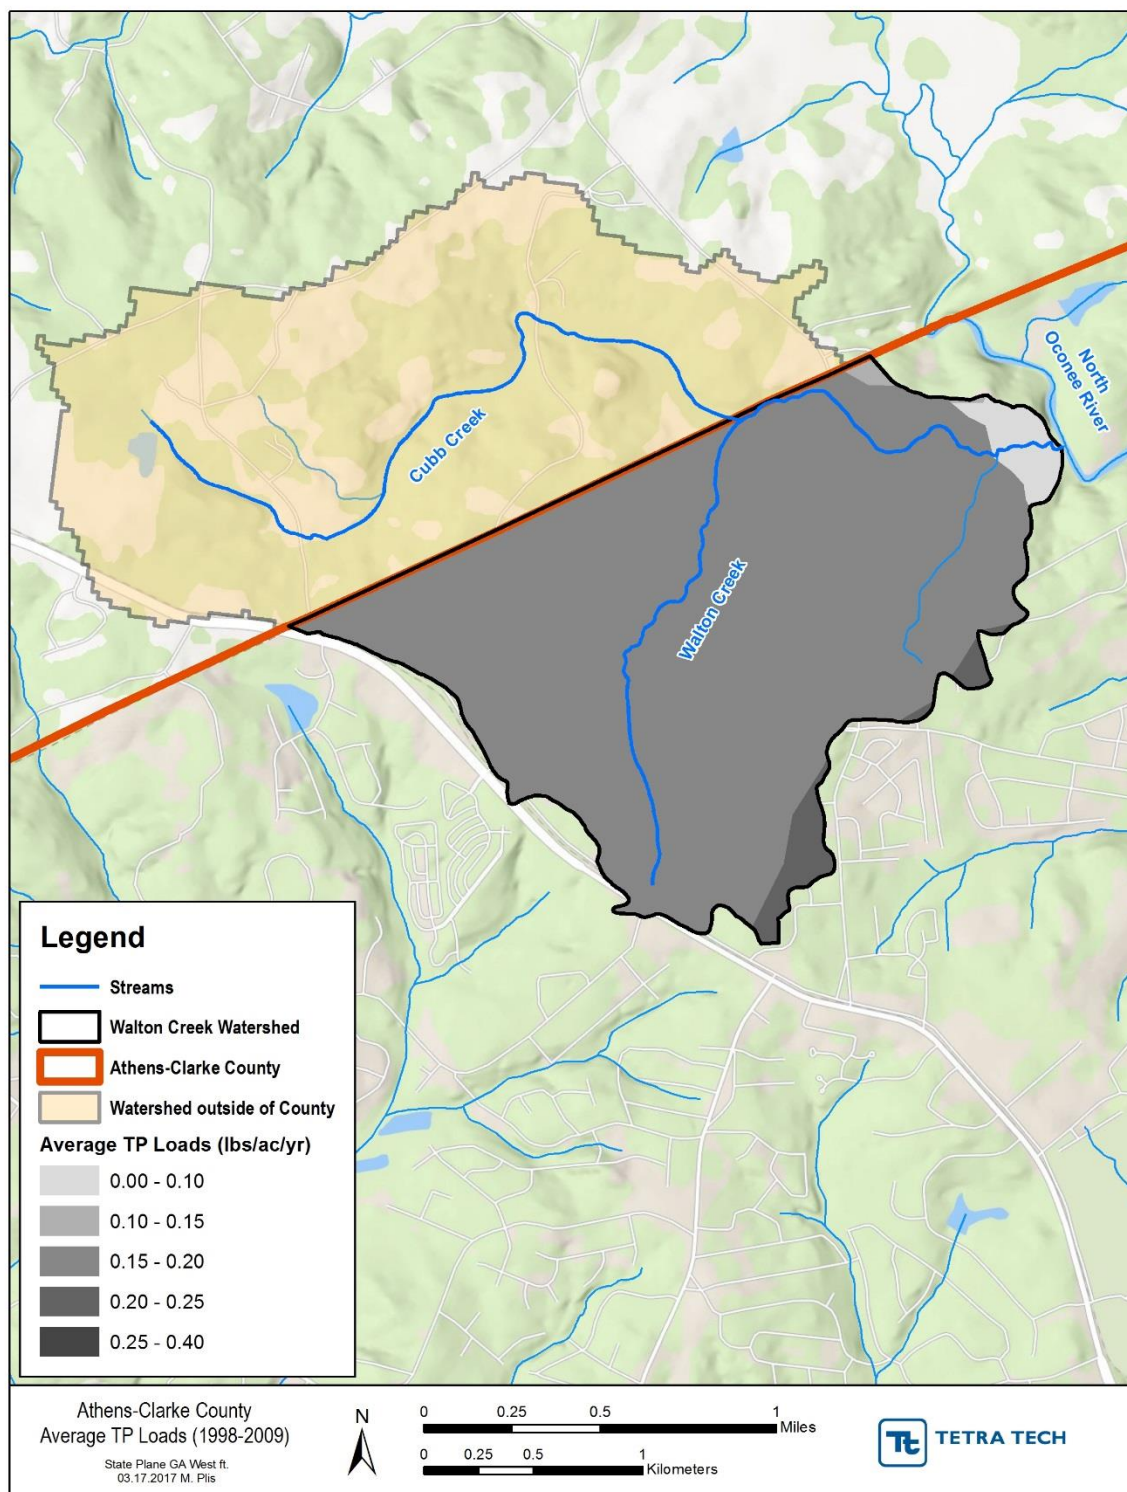 North
Oconee River
Cubb Creek
Walton Creek
Legend
Streams
Walton Creek Watershed
Athens-Clarke County
Watershed outside of County
Average TP Loads (lbs/ac/yr)
0.00 - 0.10
0.10 - 0.15
0.15 - 0.20
0.20 - 0.25
0.25 - 0.40
Athens-Clarke County
Average TP Loads (1998-2009)
State Plane GA West ft.
03.17.2017 M. Plis
N
0 0.25 0.5 1
Miles
0 0.25 0.5 1
Kilometers
Tt TETRA TECH